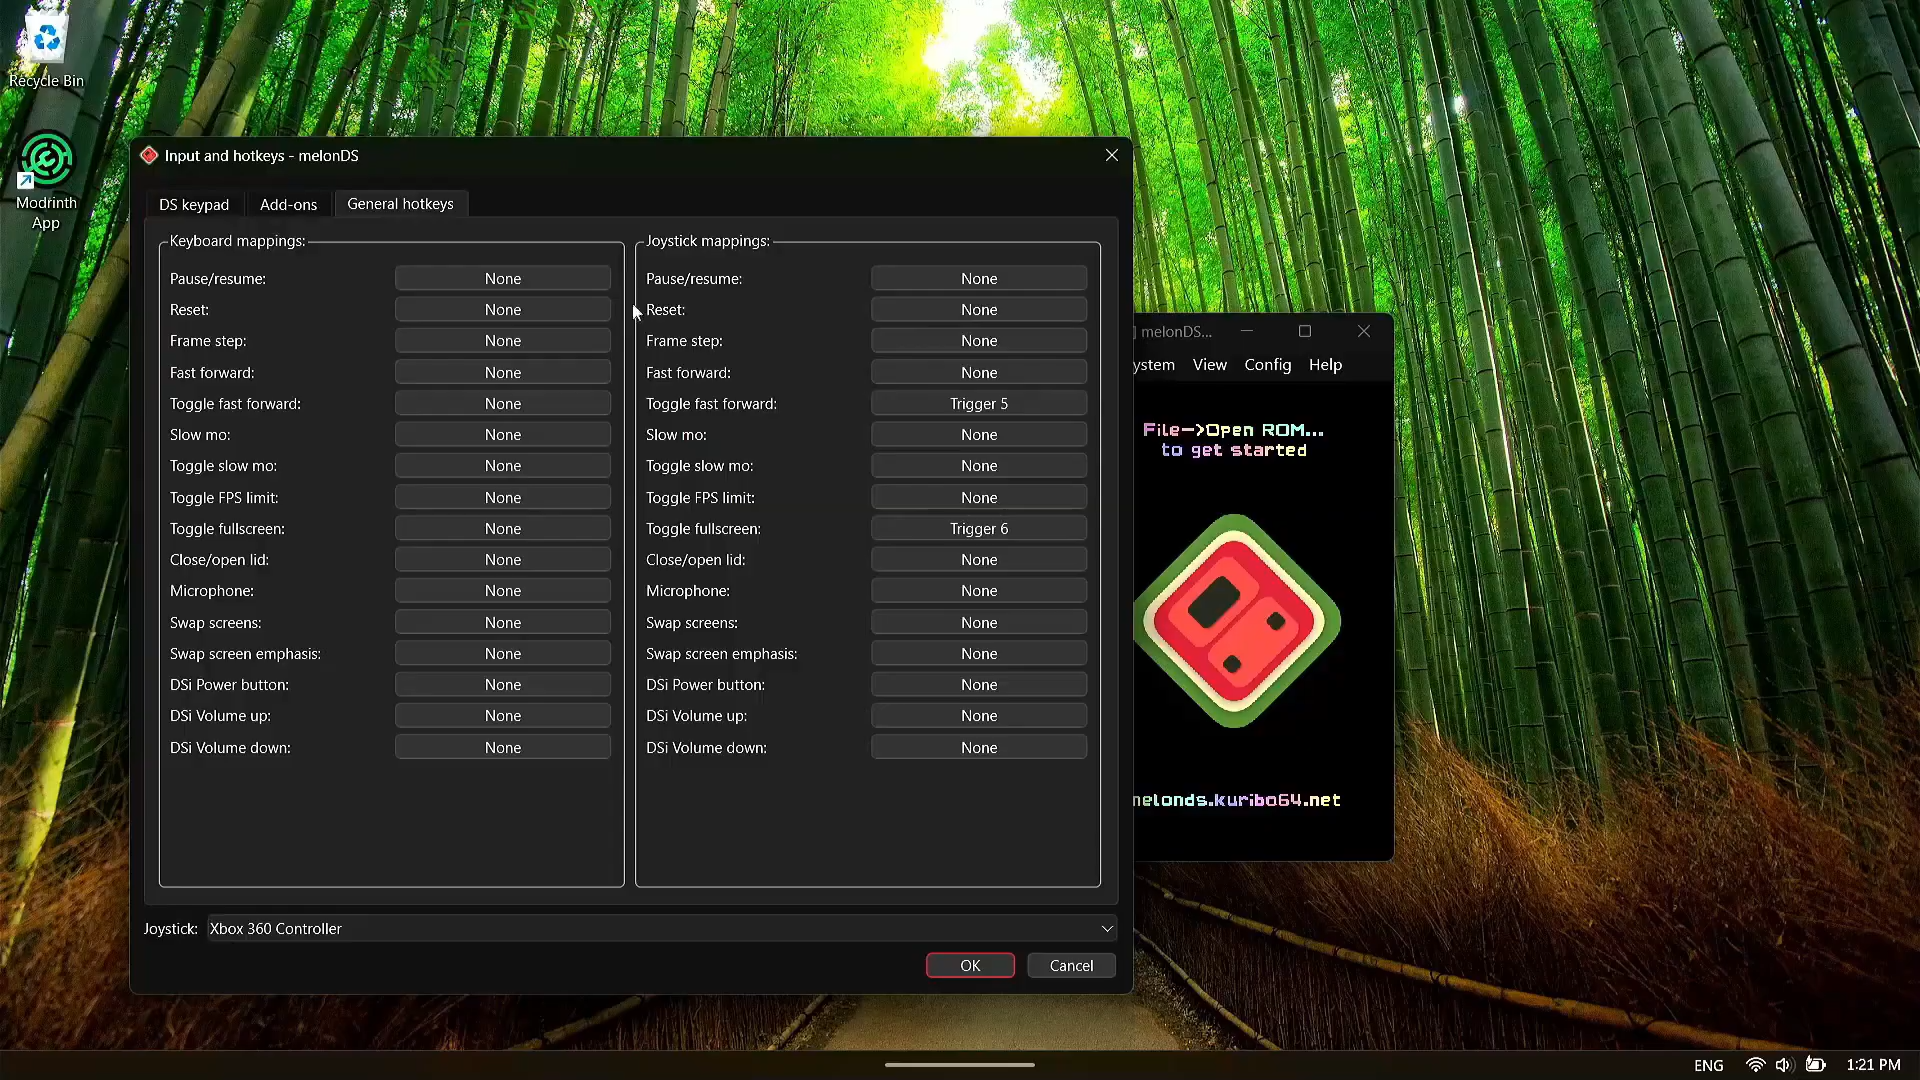 Recycle Bin
Modrinth
App
Input and hotkeys - melonDS
DS keypad
Add-ons
General hotkeys
Keyboard mappings:
Pause/resume: None
Reset: None
Frame step: None
Fast forward: None
Toggle fast forward: None
Slow mo: None
Toggle slow mo: None
Toggle FPS limit: None
Toggle fullscreen: None
Close/open lid: None
Microphone: None
Swap screens: None
Swap screen emphasis: None
DSi Power button: None
DSi Volume up: None
DSi Volume down: None
Joystick mappings:
Pause/resume: None
Reset: None
Frame step: None
Fast forward: None
Toggle fast forward: Trigger 5
Slow mo: None
Toggle slow mo: None
Toggle FPS limit: None
Toggle fullscreen: Trigger 6
Close/open lid: None
Microphone: None
Swap screens: None
Swap screen emphasis: None
DSi Power button: None
DSi Volume up: None
DSi Volume down: None
Joystick: Xbox 360 Controller
OK
Cancel
] melonDS...
ystem View Config Help
File->Open ROM...
to get started
melonds.kuribo64.net
ENG
1:21 PM